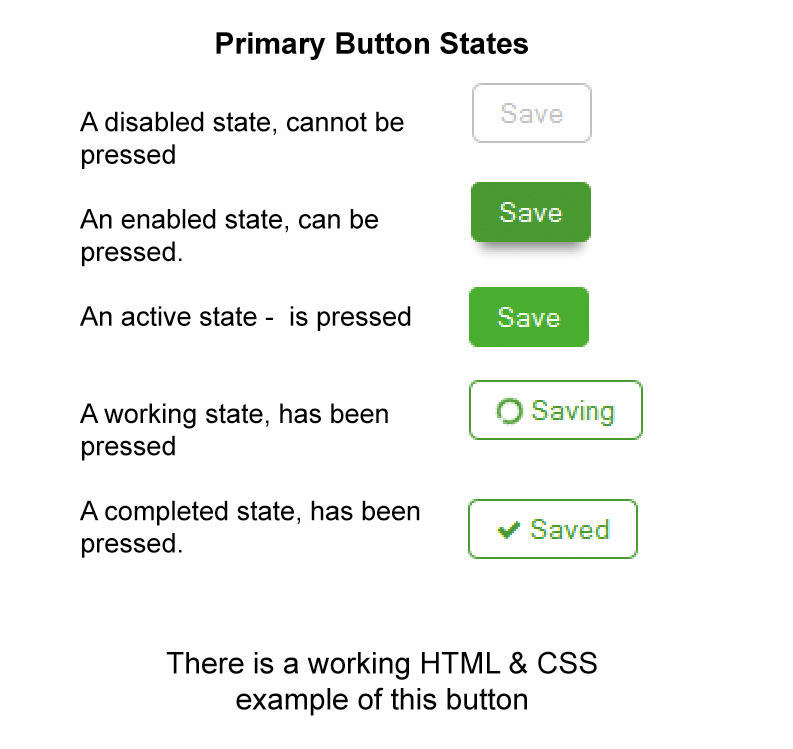 Primary Button States
A disabled state, cannot be
pressed
Save
An enabled state, can be
pressed.
Save
An active state -  is pressed
Save
A working state, has been
pressed
Saving
A completed state, has been
pressed.
Saved
There is a working HTML & CSS
example of this button